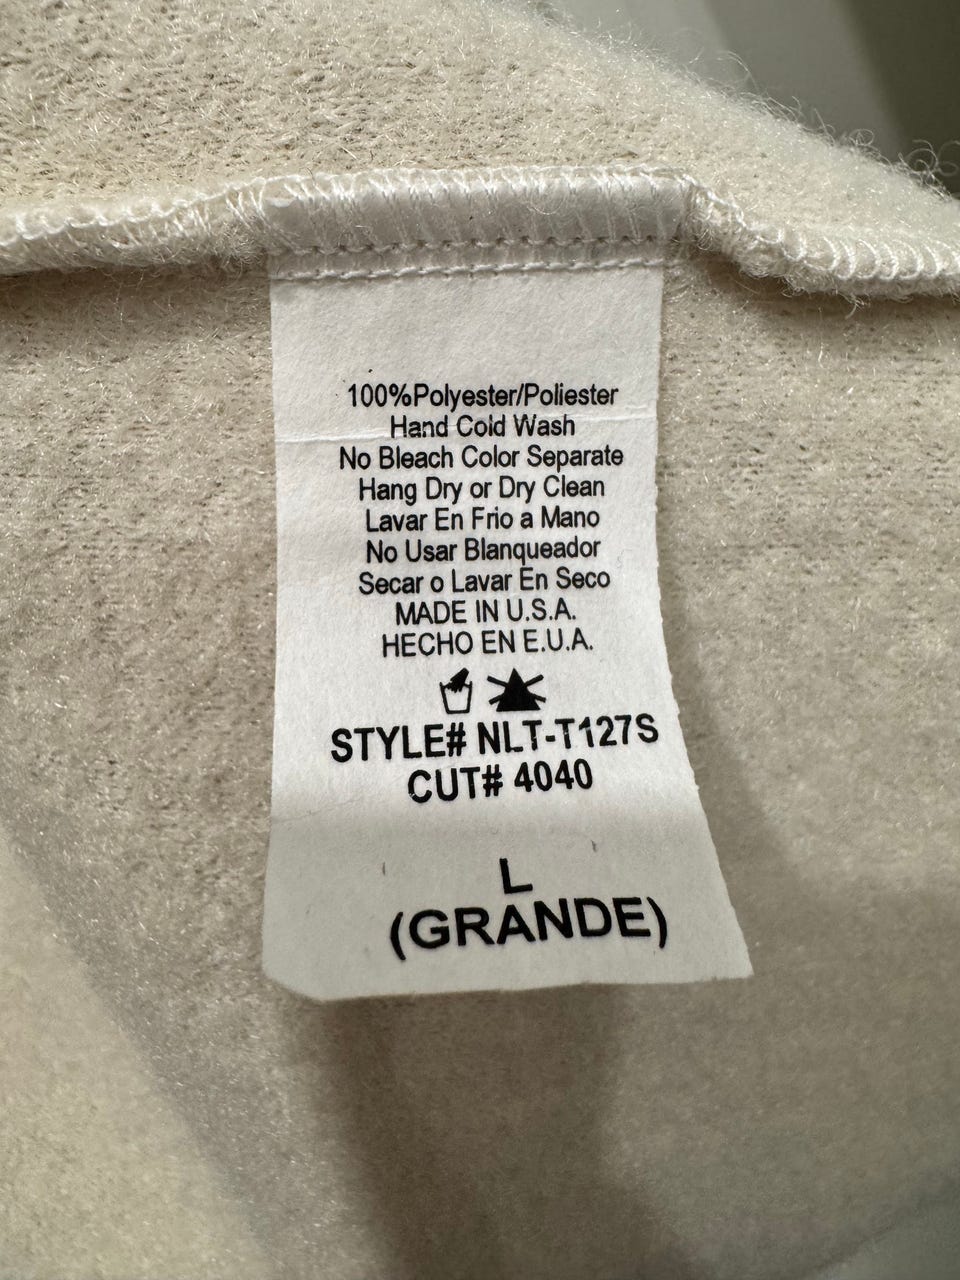 100%Polyester/Poliester
Hand Cold Wash
No Bleach Color Separate
Hang Dry or Dry Clean
Lavar En Frio a Mano
No Usar Blanqueador
Secar o Lavar En Seco
MADE IN U.S.A.
HECHO EN E.U.A.
STYLE# NLT-T127S
CUT# 4040
L
(GRANDE)